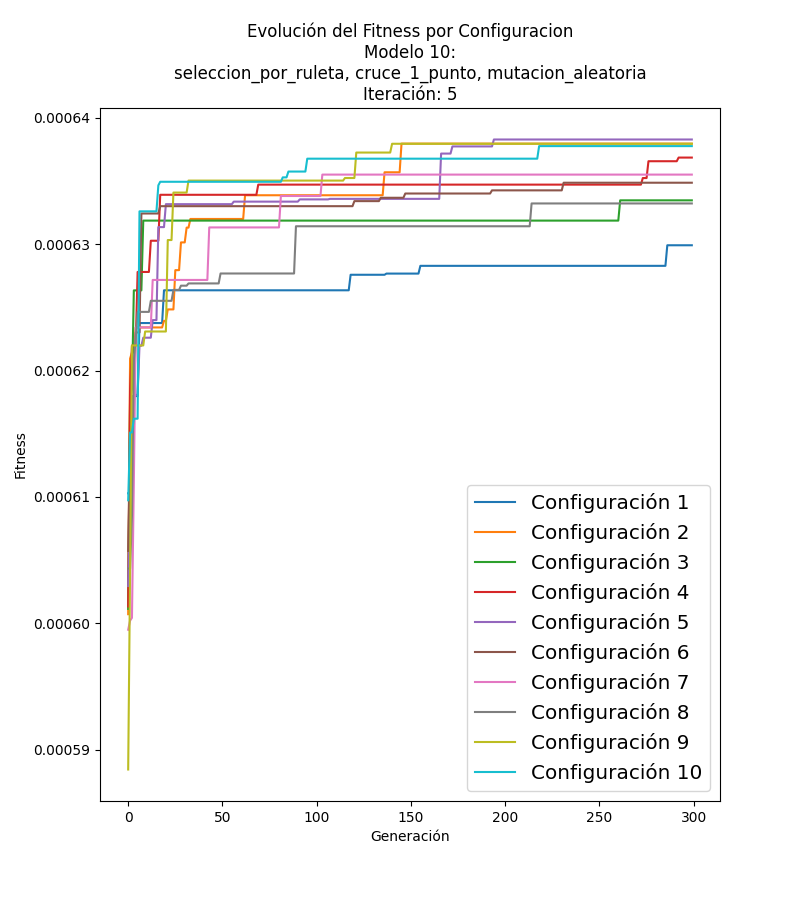 Evolución del Fitness por Configuracion
Modelo 10:
seleccion_por_ruleta, cruce_1_punto, mutacion_aleatoria
Iteración: 5
0.00064
0.00063
0.00062
0.00061
0.00060
0.00059
Fitness
Configuración 1
Configuración 2
Configuración 3
Configuración 4
Configuración 5
Configuración 6
Configuración 7
Configuración 8
Configuración 9
Configuración 10
0 50 100 150 200 250 300
Generación